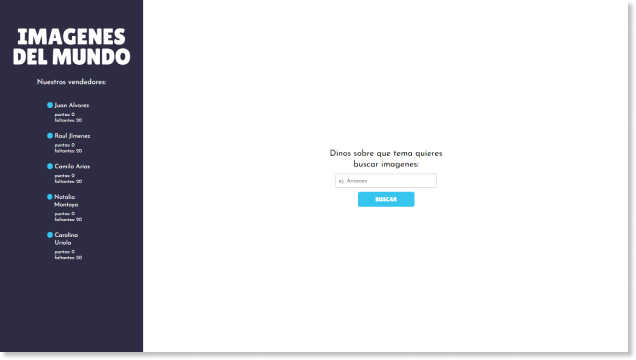 IMAGENES
DEL MUNDO
Nuestros vendedores:
Juan Alvarez
puntos: 0
faltantes: 20
Raul Jimenez
puntos: 0
faltantes: 20
Camilo Arias
puntos: 0
faltantes: 20
Natalia
Montoya
puntos: 0
faltantes: 20
Carolina
Uriola
puntos: 0
faltantes: 20
Dinos sobre que tema quieres
buscar imagenes:
ej. Aviones
BUSCAR